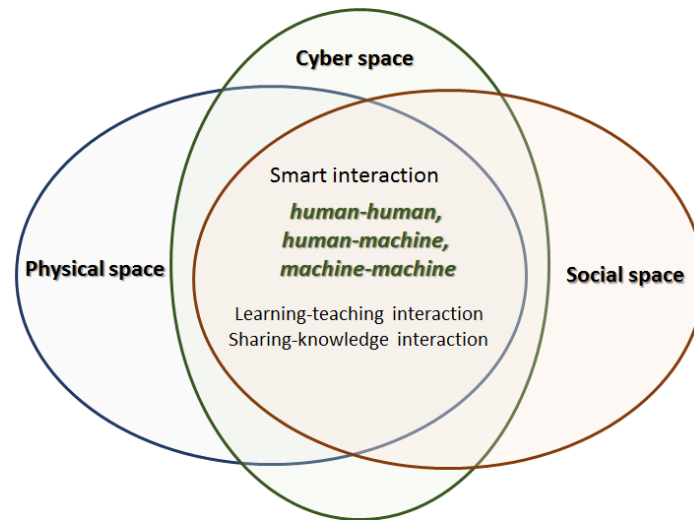 Cyber space
Smart interaction
human-human,
human-machine,
machine-machine
Physical space
Social space
Learning-teaching interaction
Sharing-knowledge interaction